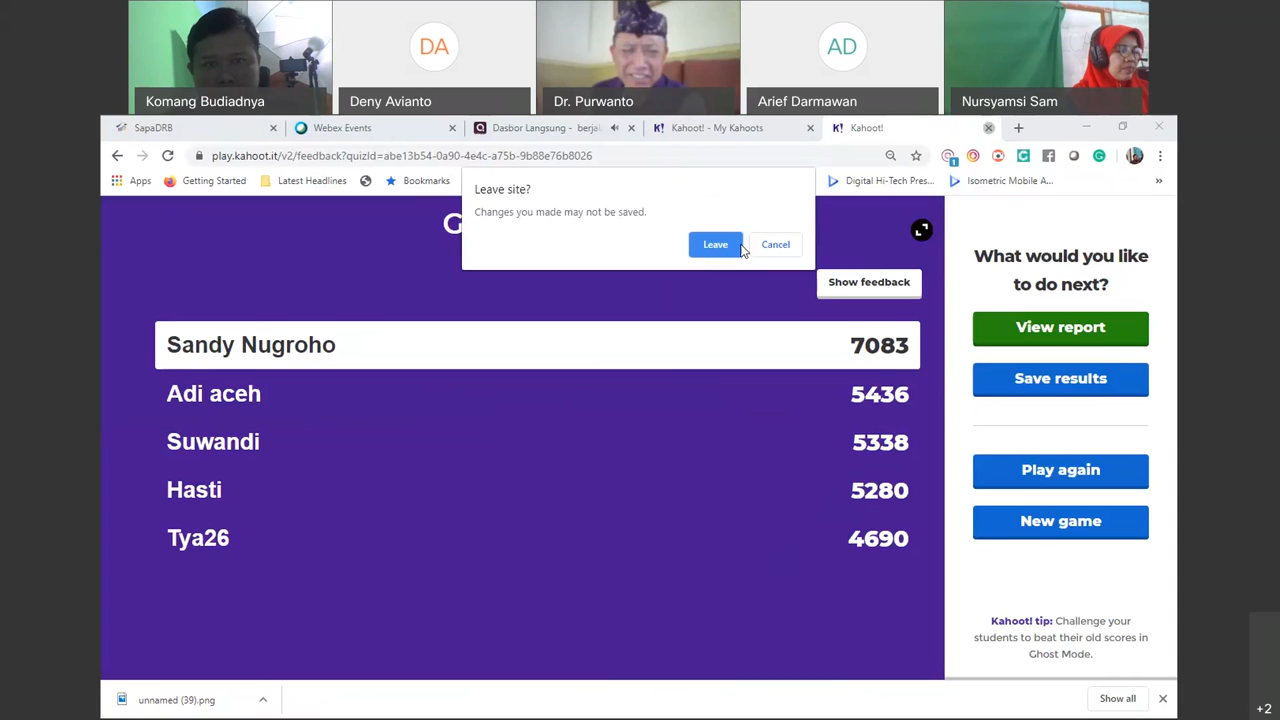 DA
AD
Komang Budiadnya
Deny Avianto
Dr. Purwanto
Arief Darmawan
Nursyamsi Sam
SapaDRB
Webex Events
Dasbor Langsung - berja
Kahoot! - My Kahoots
Kahoot!
play.kahoot.it/v2/feedback?quizId=abe13b54-0a90-4e4c-a75b-9b88e76b8026
1
Apps
Getting Started
Latest Headlines
Bookmarks
Digital Hi-Tech Pres...
Isometric Mobile A...
Leave site?
Changes you made may not be saved.
Leave
Cancel
G
Show feedback
Sandy Nugroho 7083
Adi aceh 5436
Suwandi 5338
Hasti 5280
Tya26 4690
What would you like
to do next?
View report
Save results
Play again
New game
Kahoot! tip: Challenge your
students to beat their old scores in
Ghost Mode.
unnamed (39).png
Show all
+2